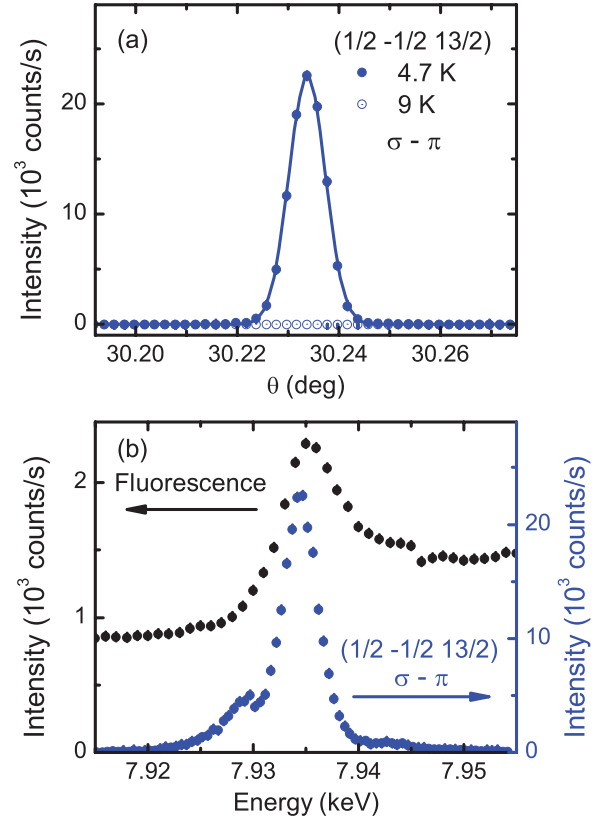 (a)
(1/2 -1/2 13/2)
4.7 K
9 K
σ - π
20
10
0
Intensity (10³ counts/s)
30.20 30.22 30.24 30.26
θ (deg)
(b)
Fluorescence
(1/2 -1/2 13/2)
σ - π
2
1
0
Intensity (10³ counts/s)
20
10
0
Intensity (10³ counts/s)
7.92 7.93 7.94 7.95
Energy (keV)